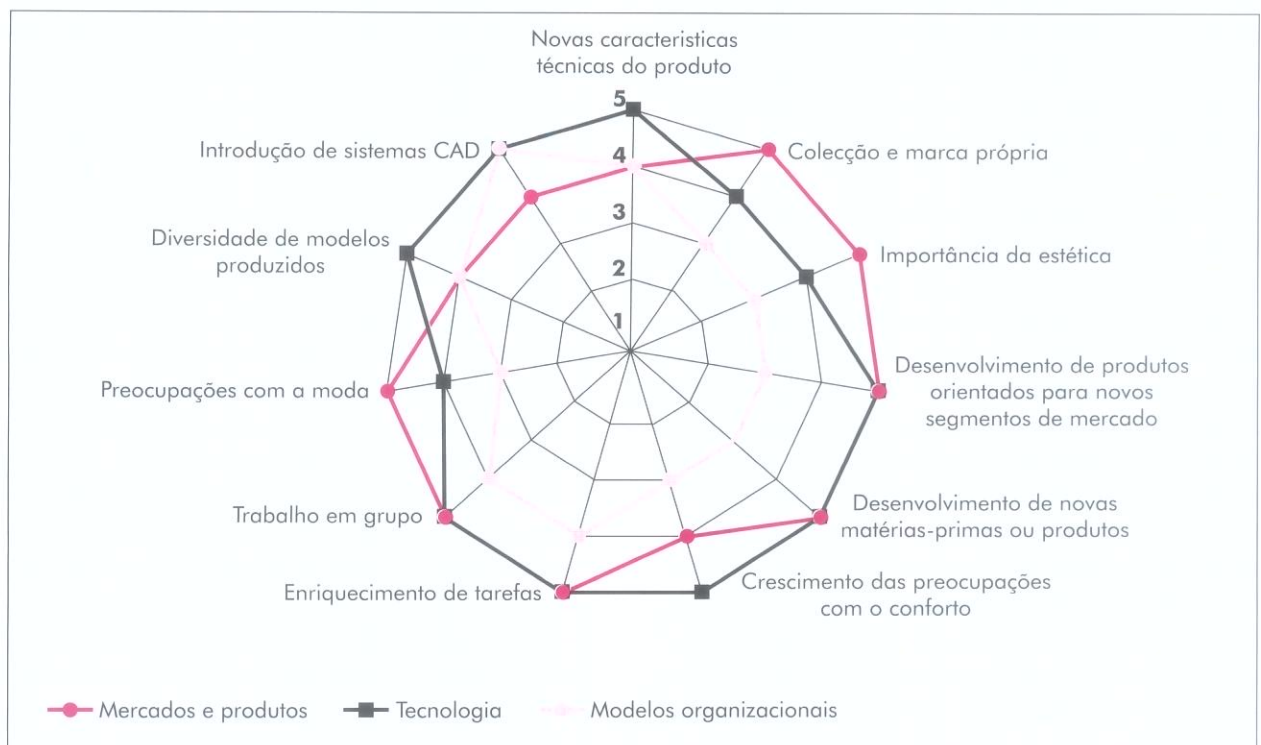 Novas caracteristicas
técnicas do produto
5
Introdução de sistemas CAD
4
Colecção e marca própria
3
Diversidade de modelos
produzidos
Importância da estética
2
1
Preocupações com a moda
Desenvolvimento de produtos
orientados para novos
segmentos de mercado
Trabalho em grupo
Desenvolvimento de novas
matérias-primas ou produtos
Enriquecimento de tarefas
Crescimento das preocupações
com o conforto
Mercados e produtos
Tecnologia
Modelos organizacionais